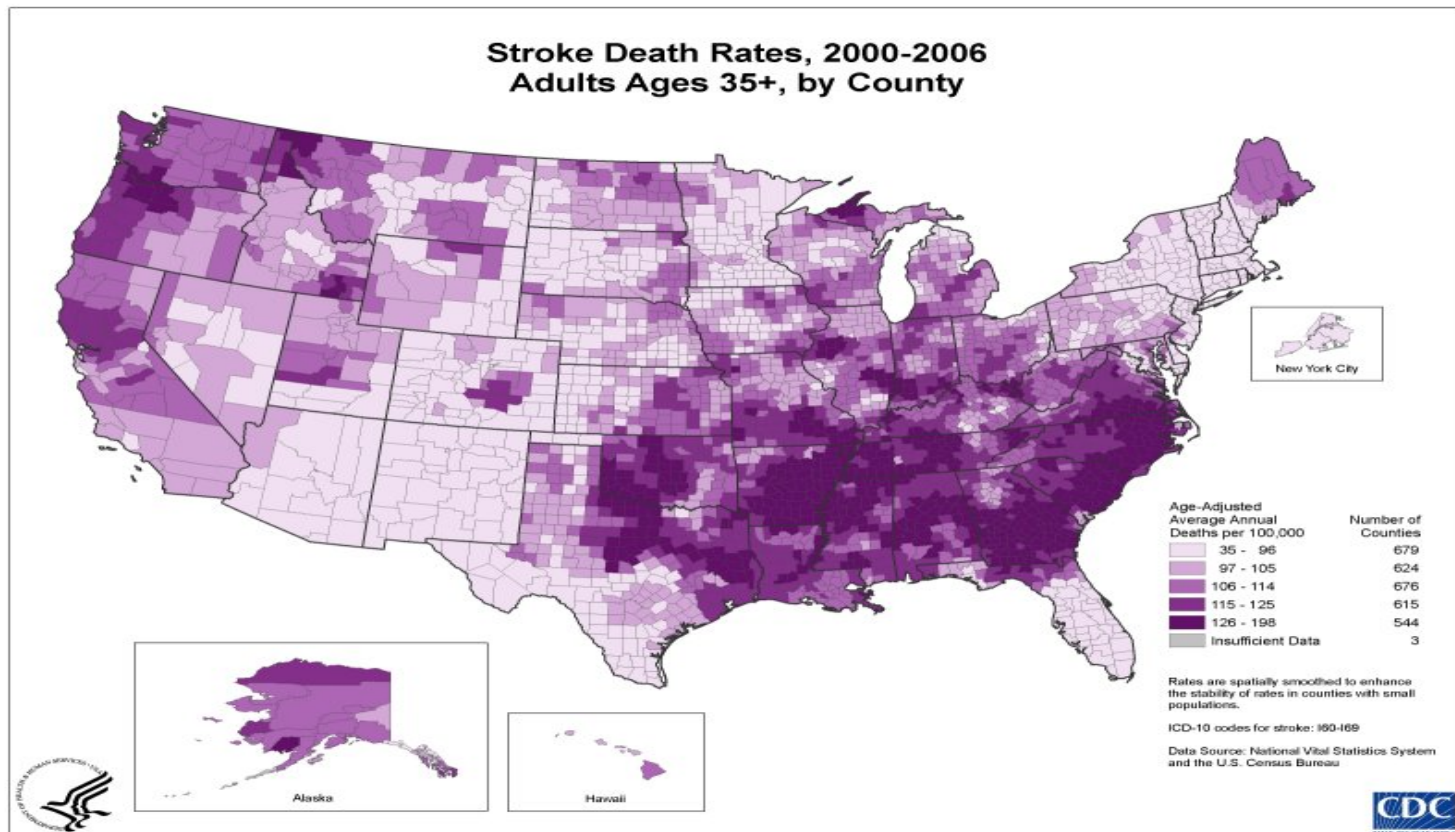 Stroke Death Rates, 2000-2006
Adults Ages 35+, by County
New York City
Age-Adjusted
Average Annual
Deaths per 100,000
Number of
Counties
35 - 96 679
97 - 105 624
106 - 114 676
115 - 125 615
126 - 198 544
Insufficient Data 3
Rates are spatially smoothed to enhance
the stability of rates in counties with small
populations.
ICD-10 codes for stroke: I60-I69
Data Source: National Vital Statistics System
and the U.S. Census Bureau
Alaska
Hawaii
CDC